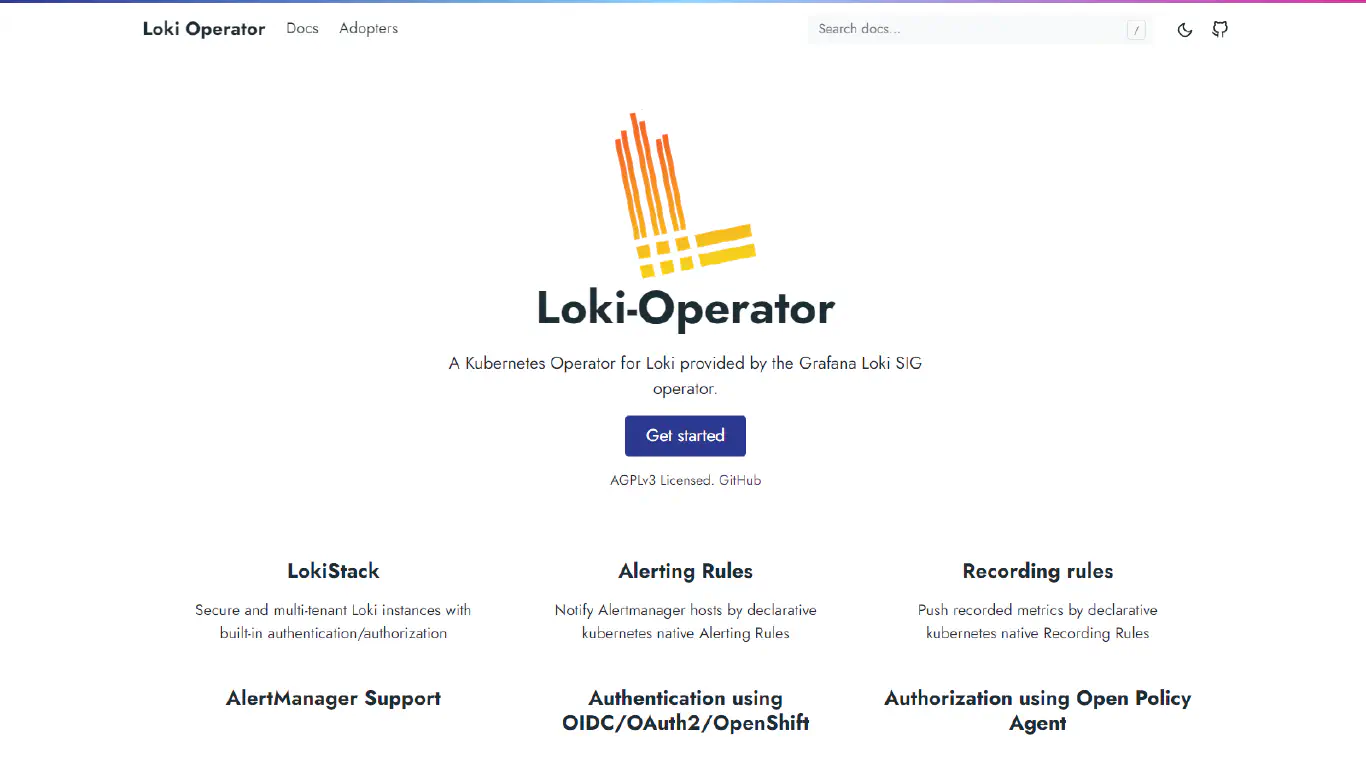 Loki Operator Docs Adopters Search docs... /
Loki-Operator
A Kubernetes Operator for Loki provided by the Grafana Loki SIG
operator.
Get started
AGPLv3 Licensed. GitHub
LokiStack
Secure and multi-tenant Loki instances with
built-in authentication/authorization
Alerting Rules
Notify Alertmanager hosts by declarative
kubernetes native Alerting Rules
Recording rules
Push recorded metrics by declarative
kubernetes native Recording Rules
AlertManager Support
Authentication using
OIDC/OAuth2/OpenShift
Authorization using Open Policy
Agent